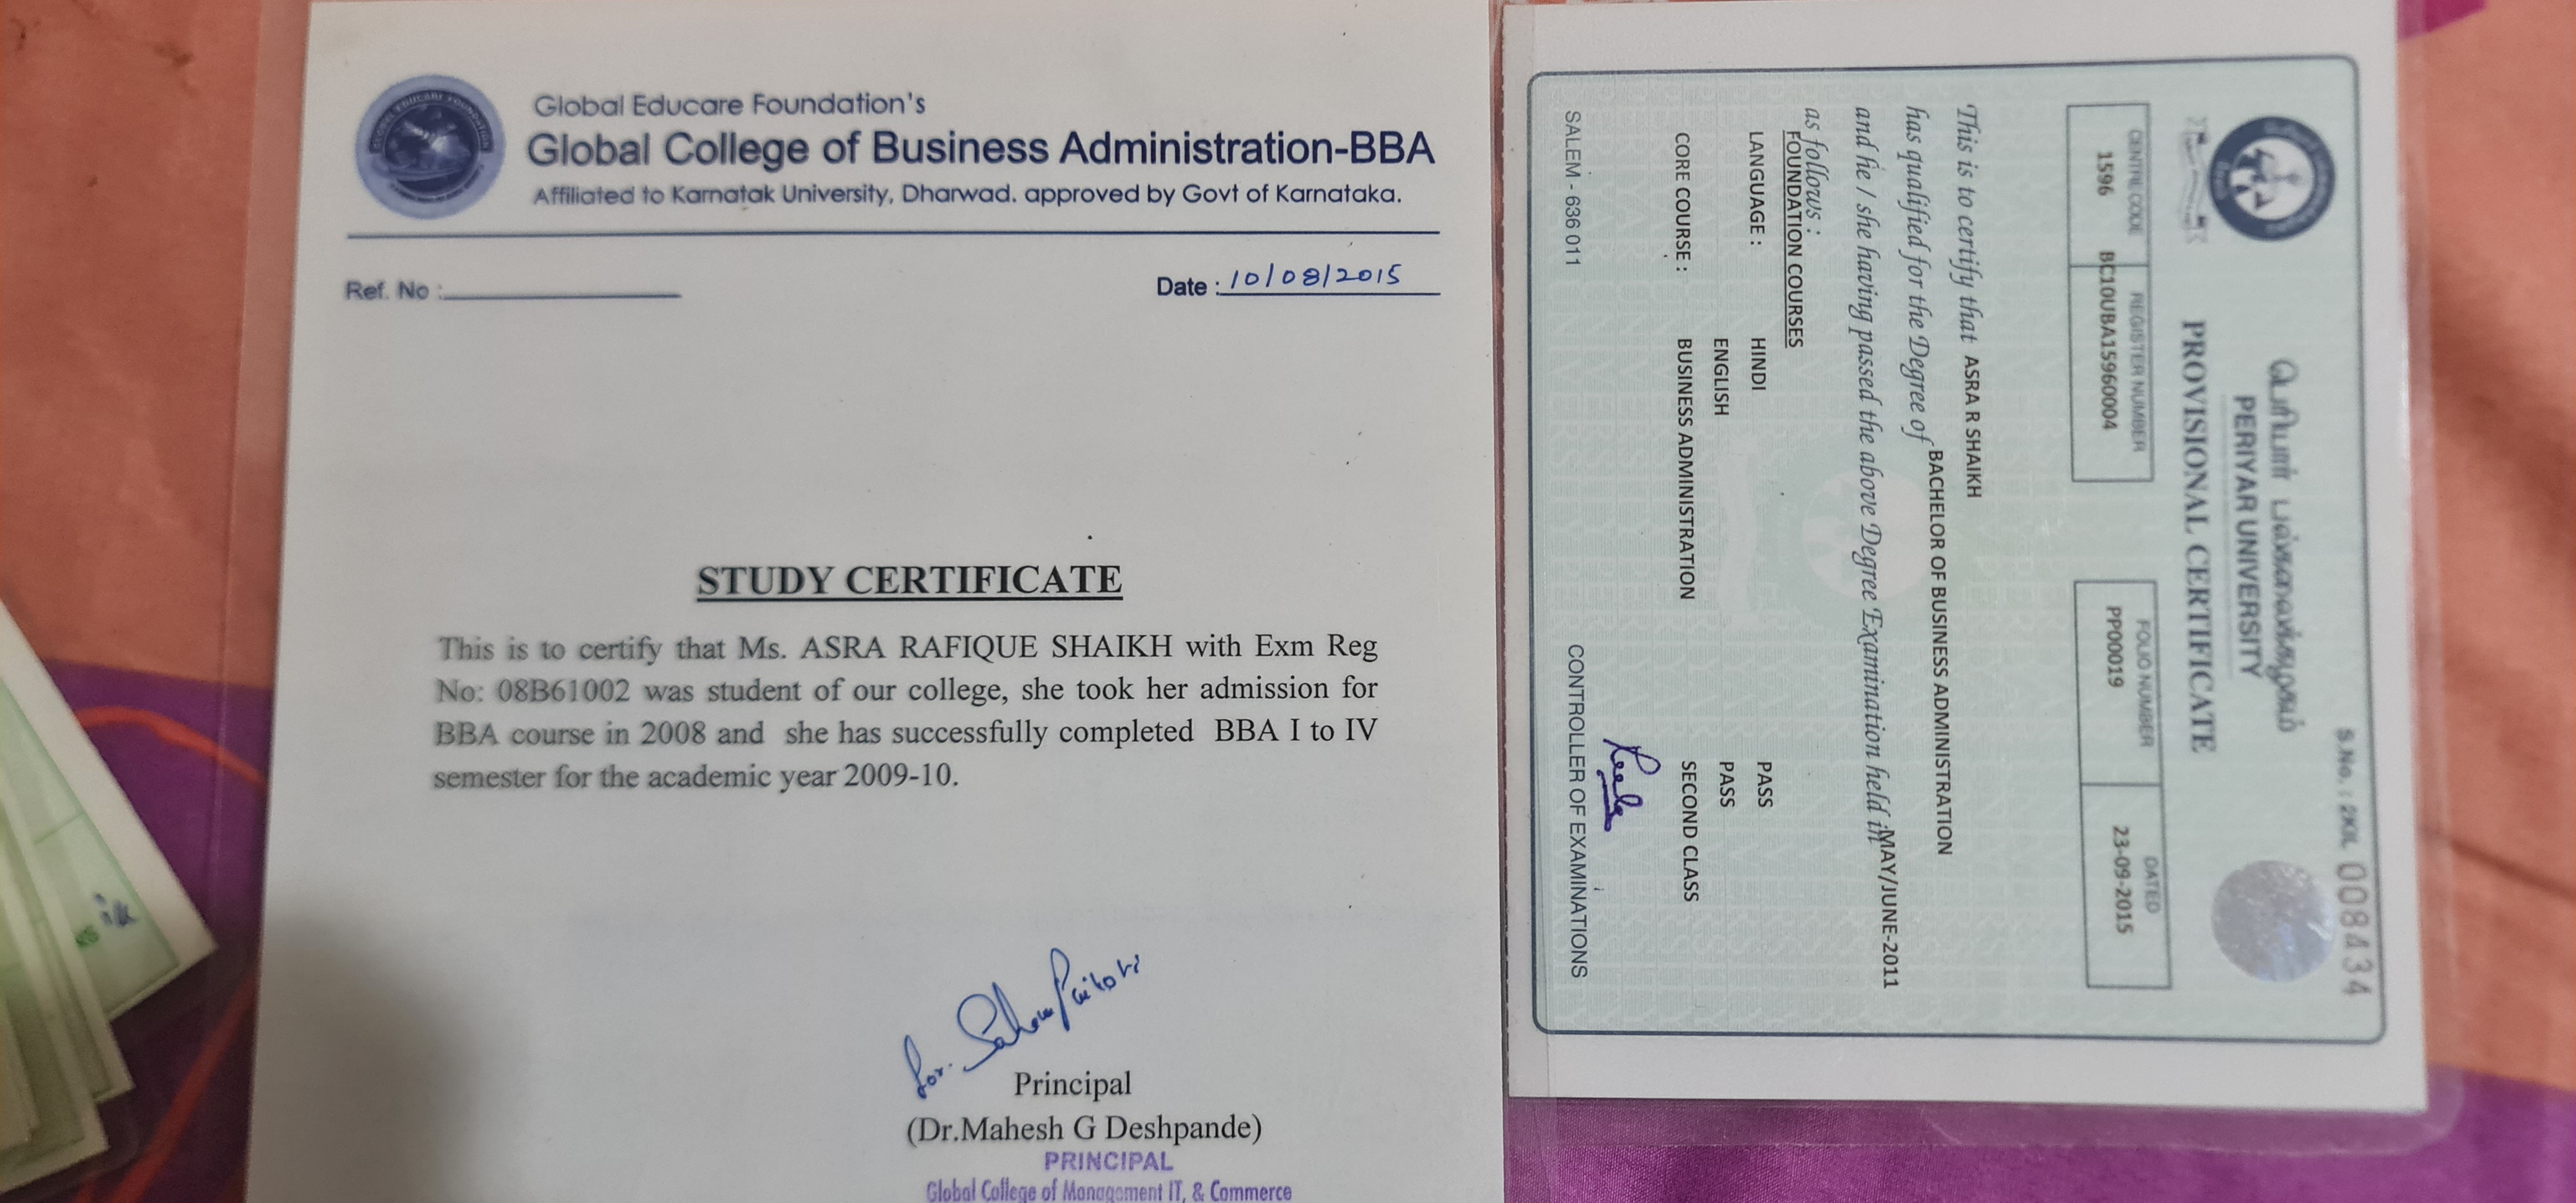 Global Educare Foundation's
Global College of Business Administration-BBA
Affiliated to Karnatak University, Dharwad. approved by Govt of Karnataka.
Ref. No :
Date : 10/08/2015
STUDY CERTIFICATE
This is to certify that Ms. ASRA RAFIQUE SHAIKH with Exm Reg
No: 08B61002 was student of our college, she took her admission for
BBA course in 2008 and she has successfully completed BBA I to IV
semester for the academic year 2009-10.
for.
Principal
(Dr.Mahesh G Deshpande)
PRINCIPAL
Global College of Management IT, & Commerce
S.No. : 2KIL 008434
பெரியார் பல்கலைக்கழகம்
PERIYAR UNIVERSITY
PROVISIONAL CERTIFICATE
CENTRE CODE REGISTER NUMBER FOLIO NUMBER DATED
1596 BC10UBA15960004 PP00019 23-09-2015
This is to certify that ASRA R SHAIKH
has qualified for the Degree of BACHELOR OF BUSINESS ADMINISTRATION
and he / she having passed the above Degree Examination held in MAY/JUNE-2011
as follows :
FOUNDATION COURSES
LANGUAGE : HINDI PASS
ENGLISH PASS
CORE COURSE : BUSINESS ADMINISTRATION SECOND CLASS
SALEM - 636 011 CONTROLLER OF EXAMINATIONS